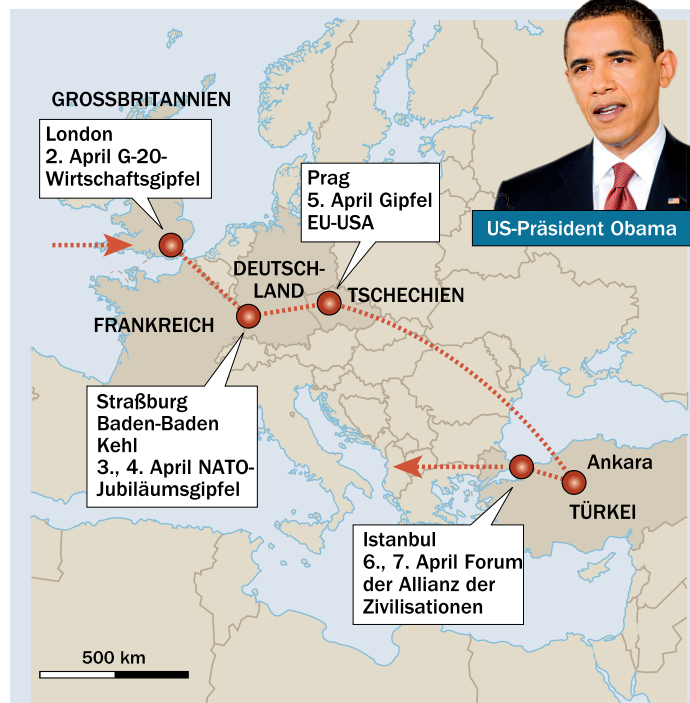 GROSSBRITANNIEN
London
2. April G-20-
Wirtschaftsgipfel
Prag
5. April Gipfel
EU-USA
US-Präsident Obama
DEUTSCH-
LAND
TSCHECHIEN
FRANKREICH
Straßburg
Baden-Baden
Kehl
3., 4. April NATO-
Jubiläumsgipfel
Ankara
TÜRKEI
Istanbul
6., 7. April Forum
der Allianz der
Zivilisationen
500 km